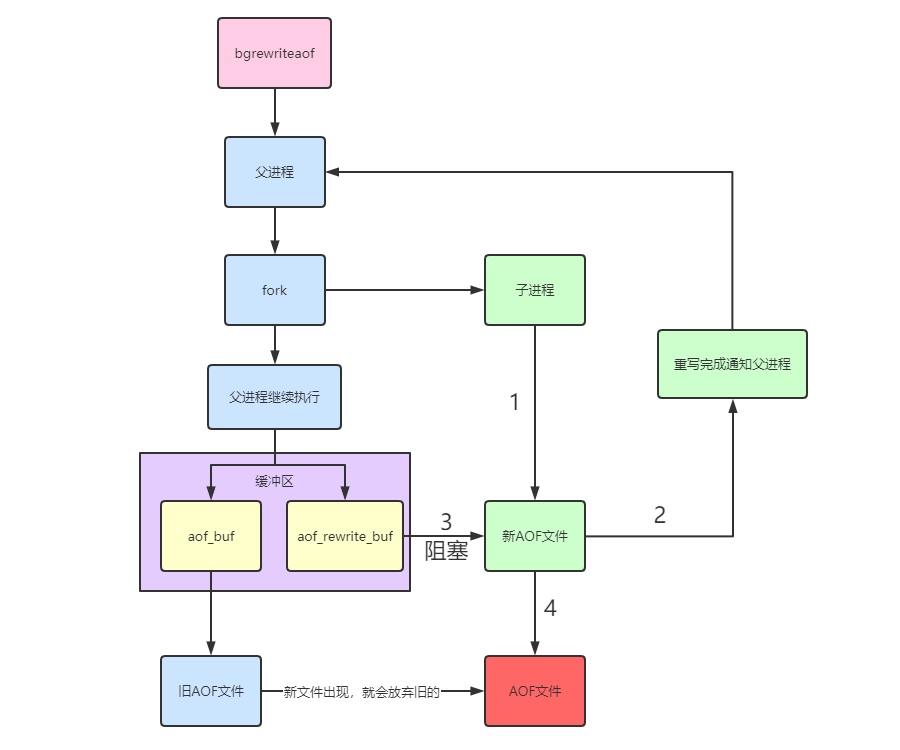 bgrewriteaof
父进程
fork
子进程
重写完成通知父进程
父进程继续执行
1
缓冲区
aof_buf
aof_rewrite_buf
3
阻塞
新AOF文件
2
4
旧AOF文件
新文件出现，就会放弃旧的
AOF文件